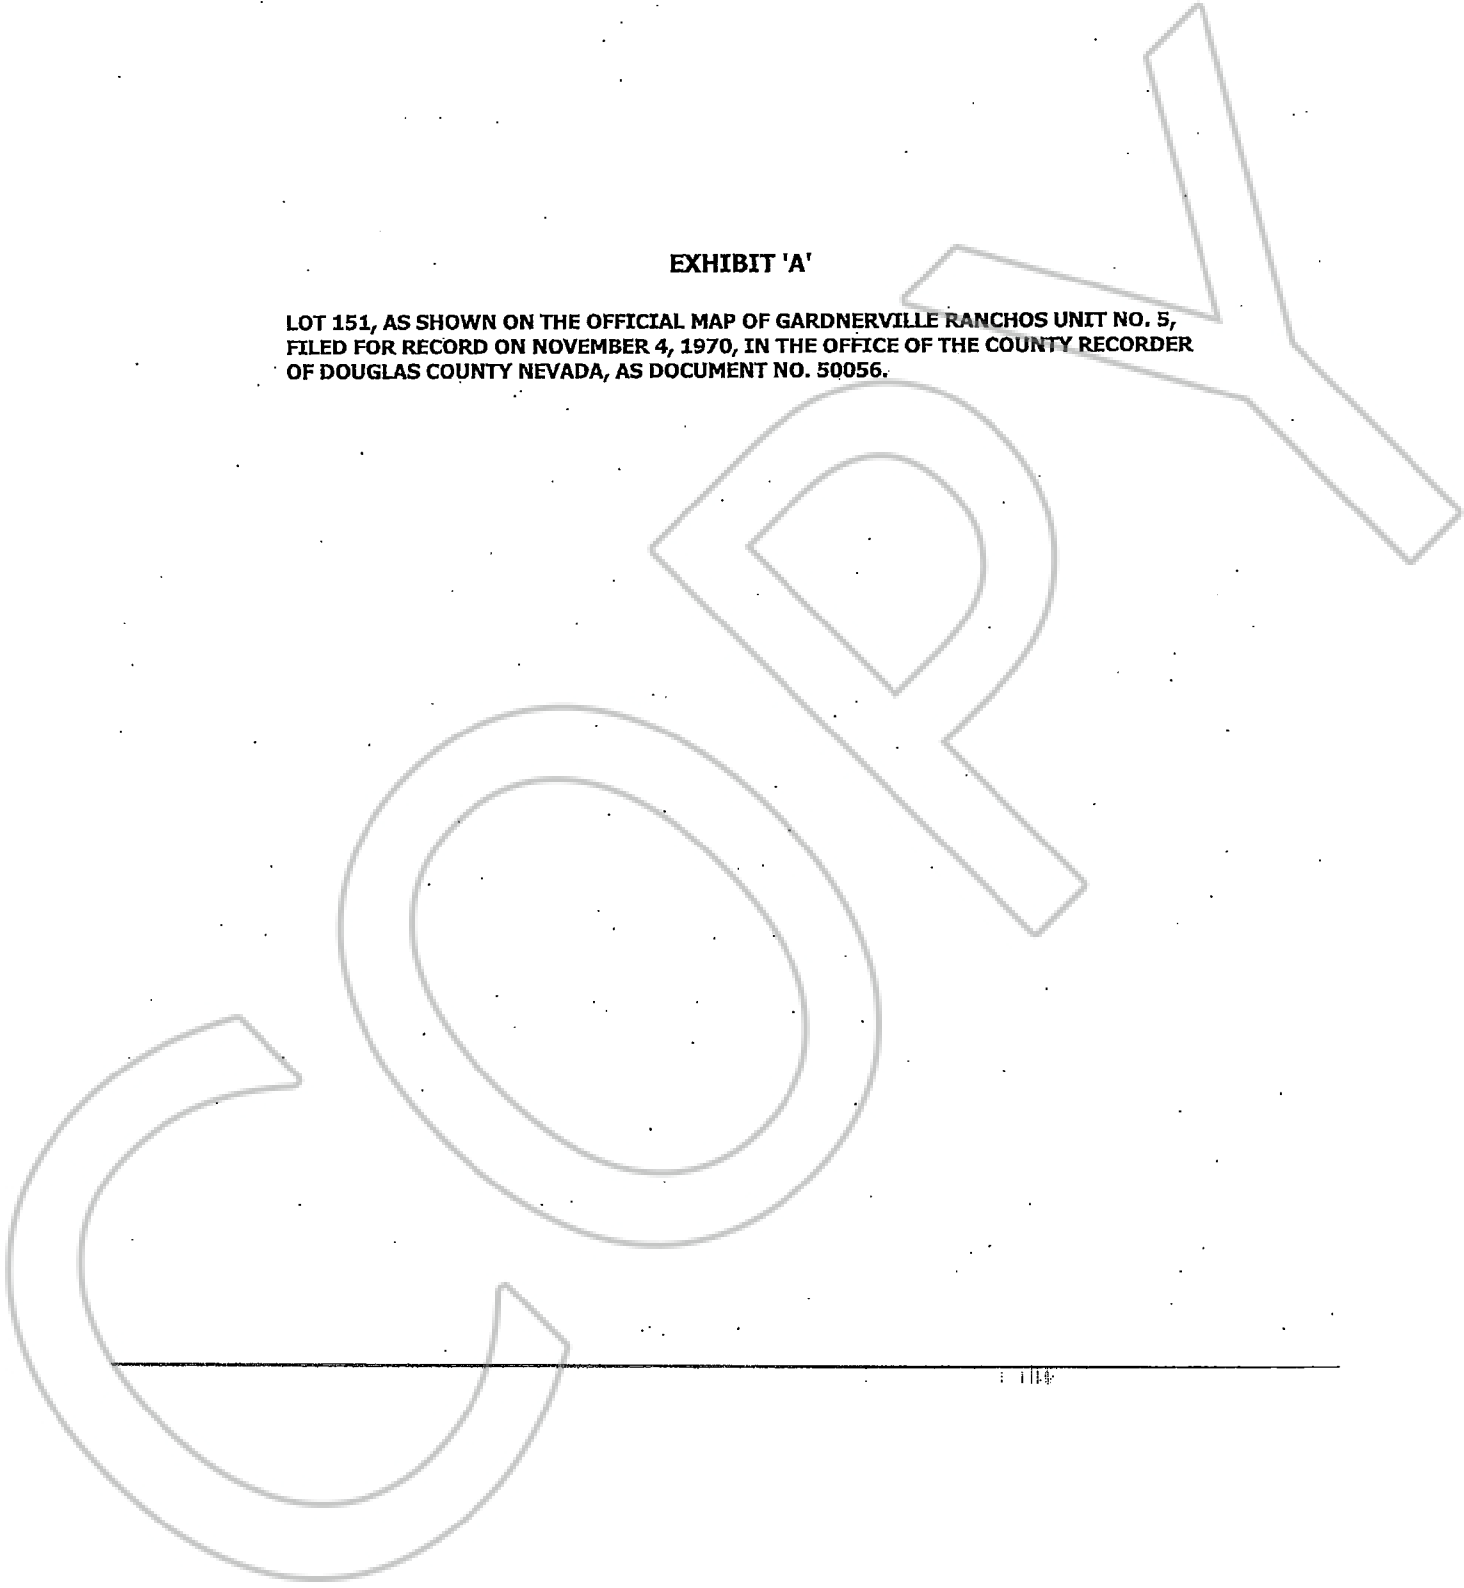 EXHIBIT 'A'
LOT 151, AS SHOWN ON THE OFFICIAL MAP OF GARDNERVILLE RANCHOS UNIT NO. 5,
FILED FOR RECORD ON NOVEMBER 4, 1970, IN THE OFFICE OF THE COUNTY RECORDER
OF DOUGLAS COUNTY NEVADA, AS DOCUMENT NO. 50056.
COPY